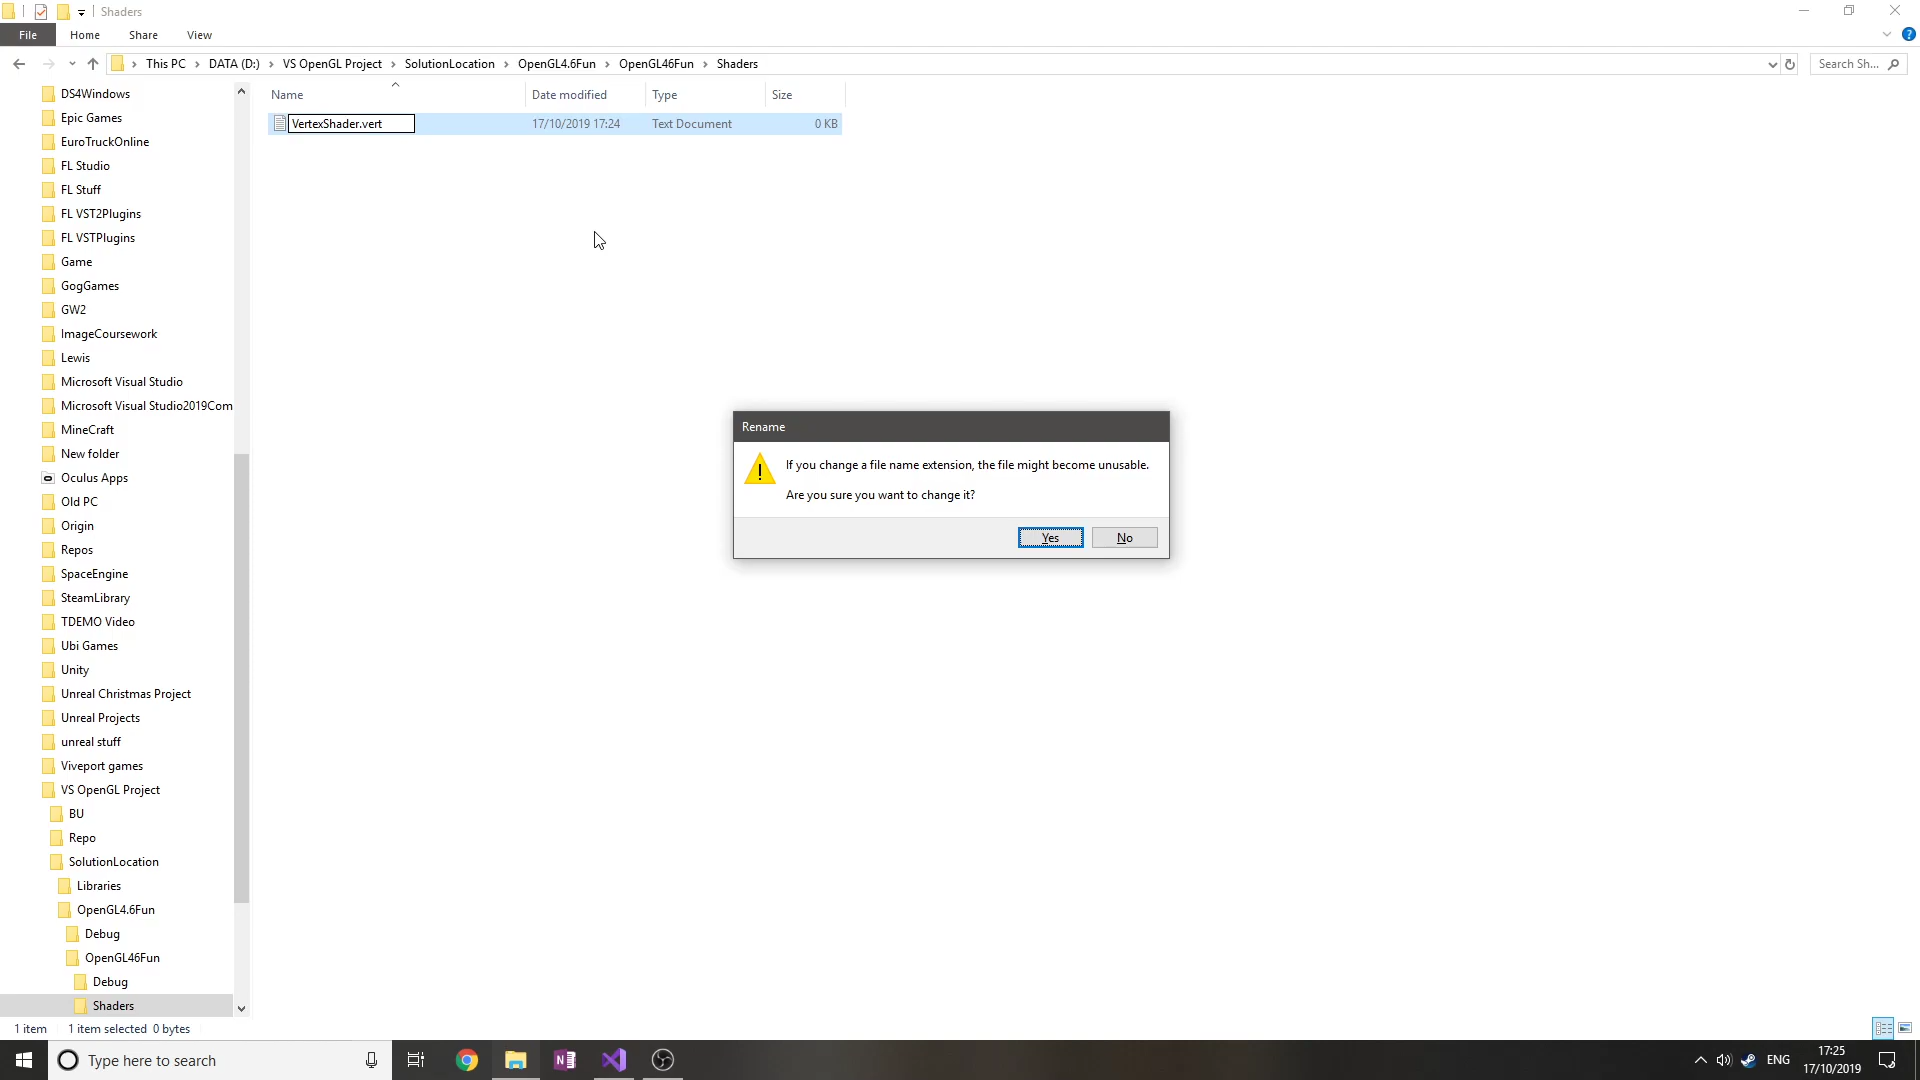 Shaders
File Home Share View
This PC DATA (D:) VS OpenGL Project SolutionLocation OpenGL4.6Fun OpenGL46Fun Shaders
Search Sh...
Name Date modified Type Size
VertexShader.vert 17/10/2019 17:24 Text Document 0 KB
DS4Windows
Epic Games
EuroTruckOnline
FL Studio
FL Stuff
FL VST2Plugins
FL VSTPlugins
Game
GogGames
GW2
ImageCoursework
Lewis
Microsoft Visual Studio
Microsoft Visual Studio2019Com
MineCraft
New folder
Oculus Apps
Old PC
Origin
Repos
SpaceEngine
SteamLibrary
TDEMO Video
Ubi Games
Unity
Unreal Christmas Project
Unreal Projects
unreal stuff
Viveport games
VS OpenGL Project
BU
Repo
SolutionLocation
Libraries
OpenGL4.6Fun
Debug
OpenGL46Fun
Debug
Shaders
Rename
If you change a file name extension, the file might become unusable.
Are you sure you want to change it?
Yes No
1 item 1 item selected 0 bytes
Type here to search
ENG
17:25
17/10/2019